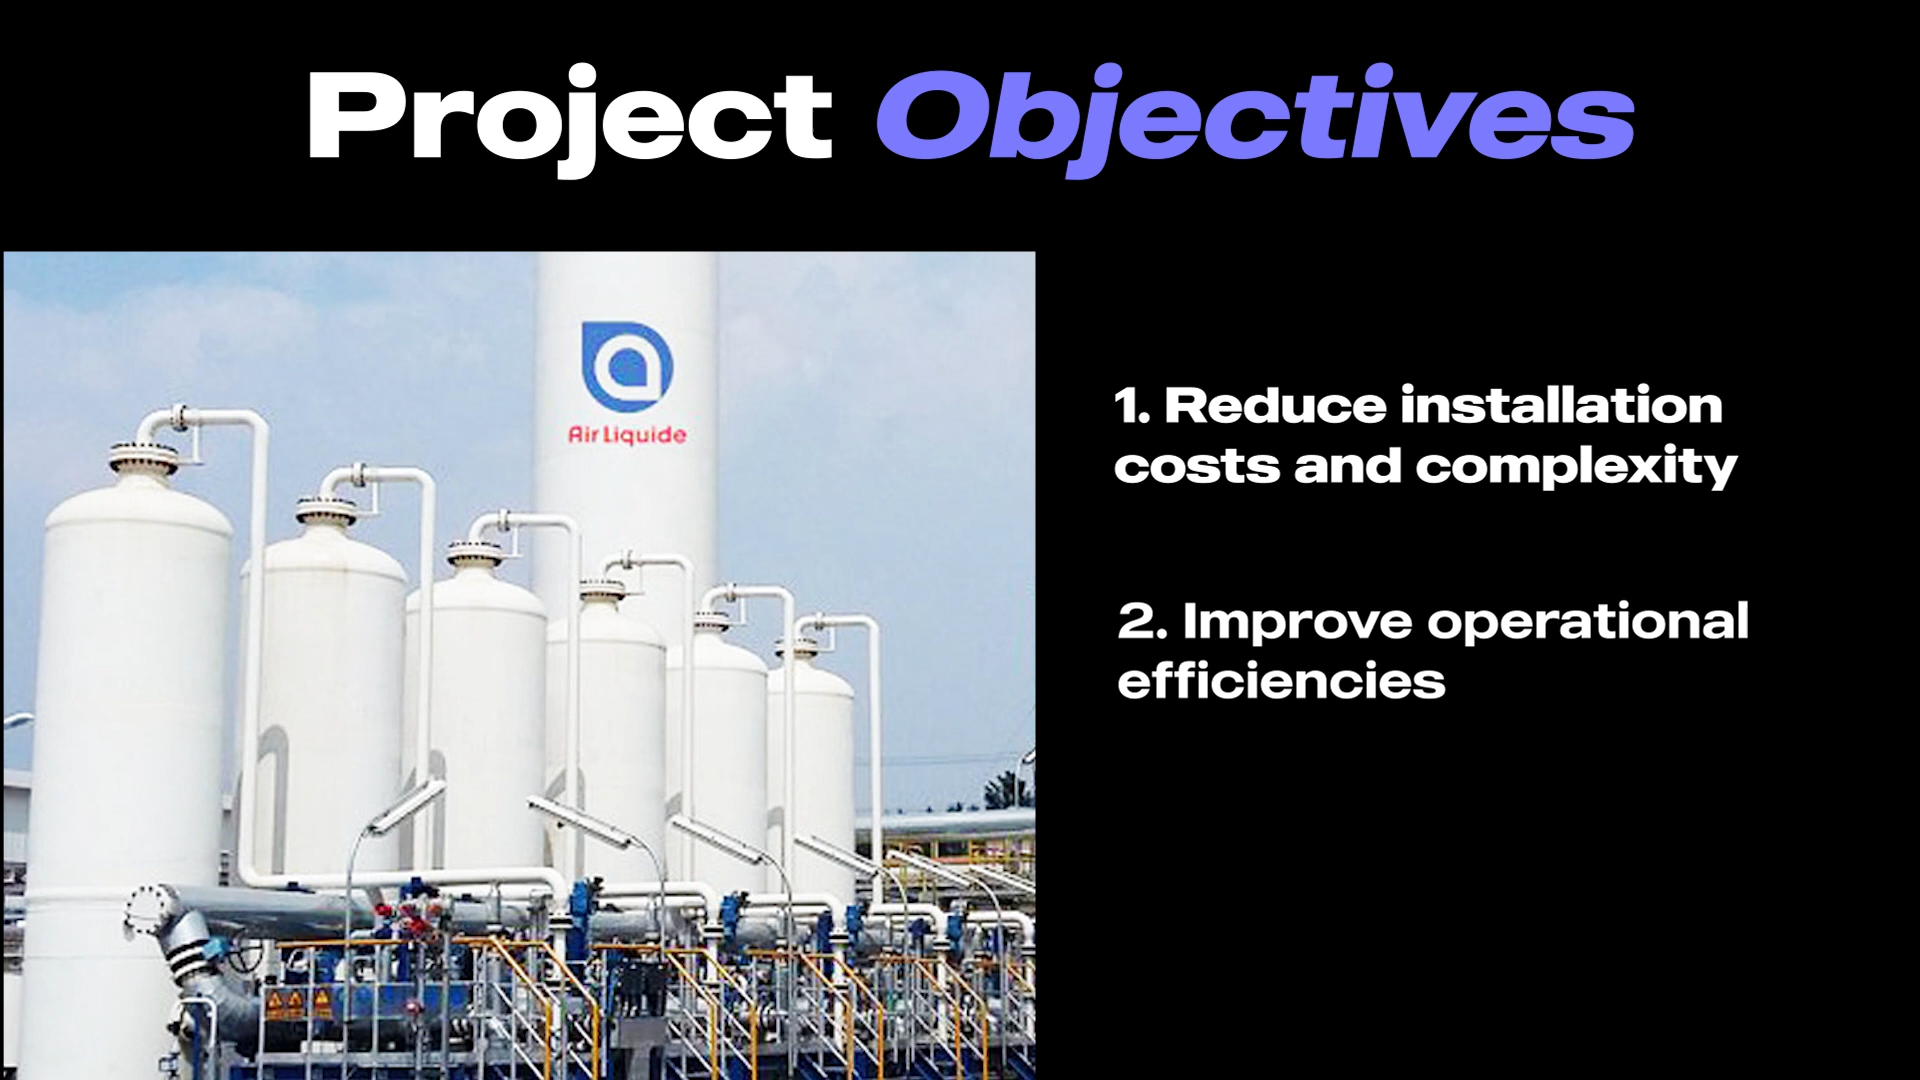 Project Objectives
Air Liquide
1. Reduce installation
costs and complexity
2. Improve operational
efficiencies